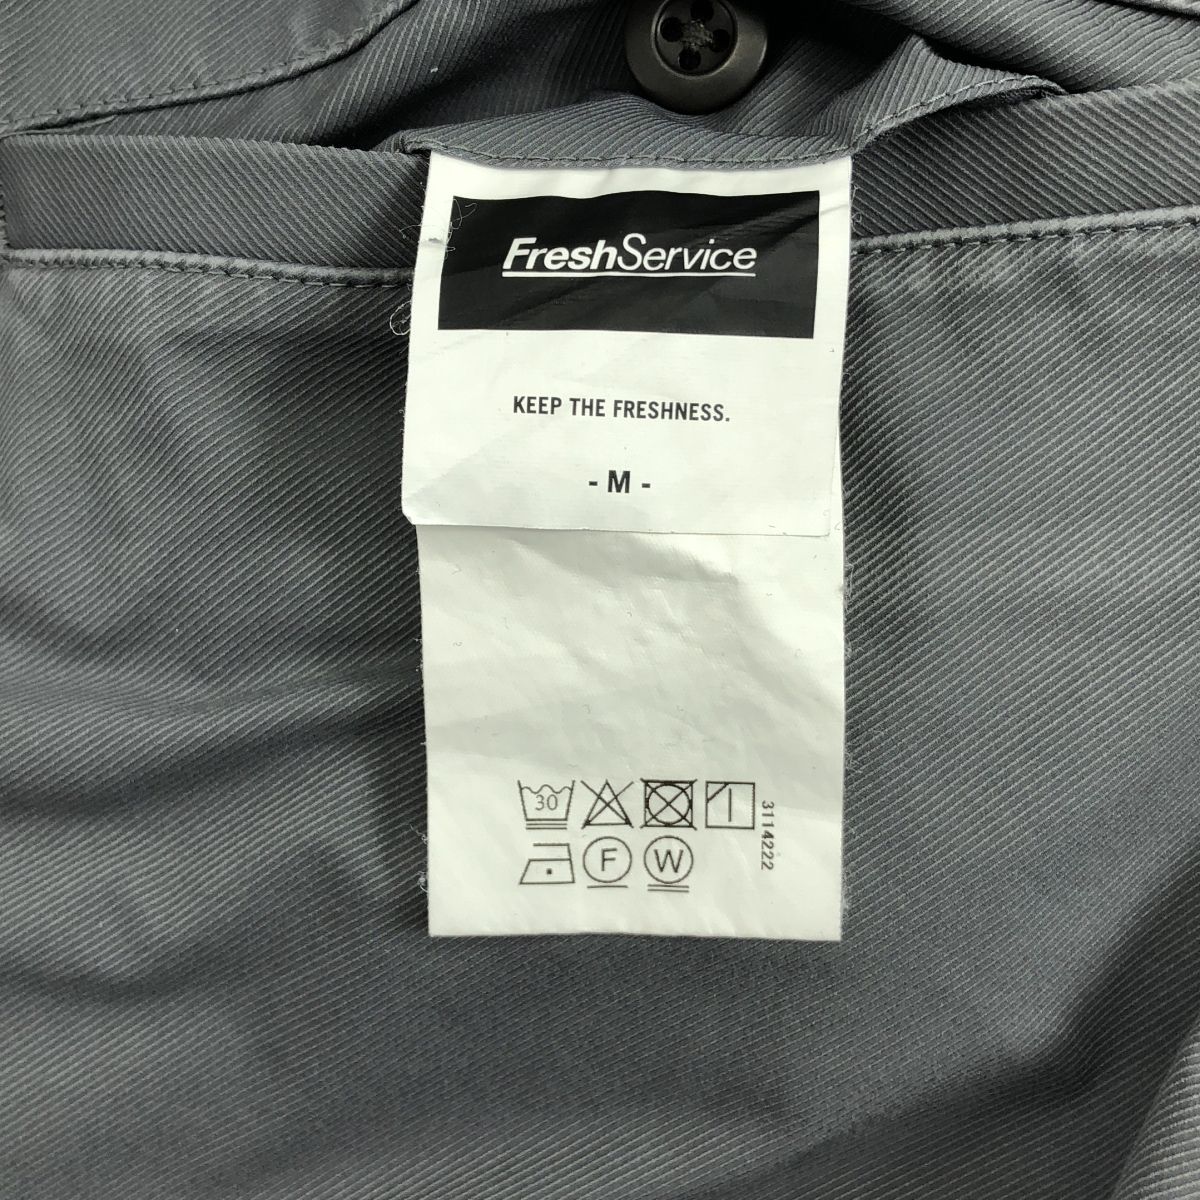 FreshService
KEEP THE FRESHNESS.
- M -
30
3114222
F W